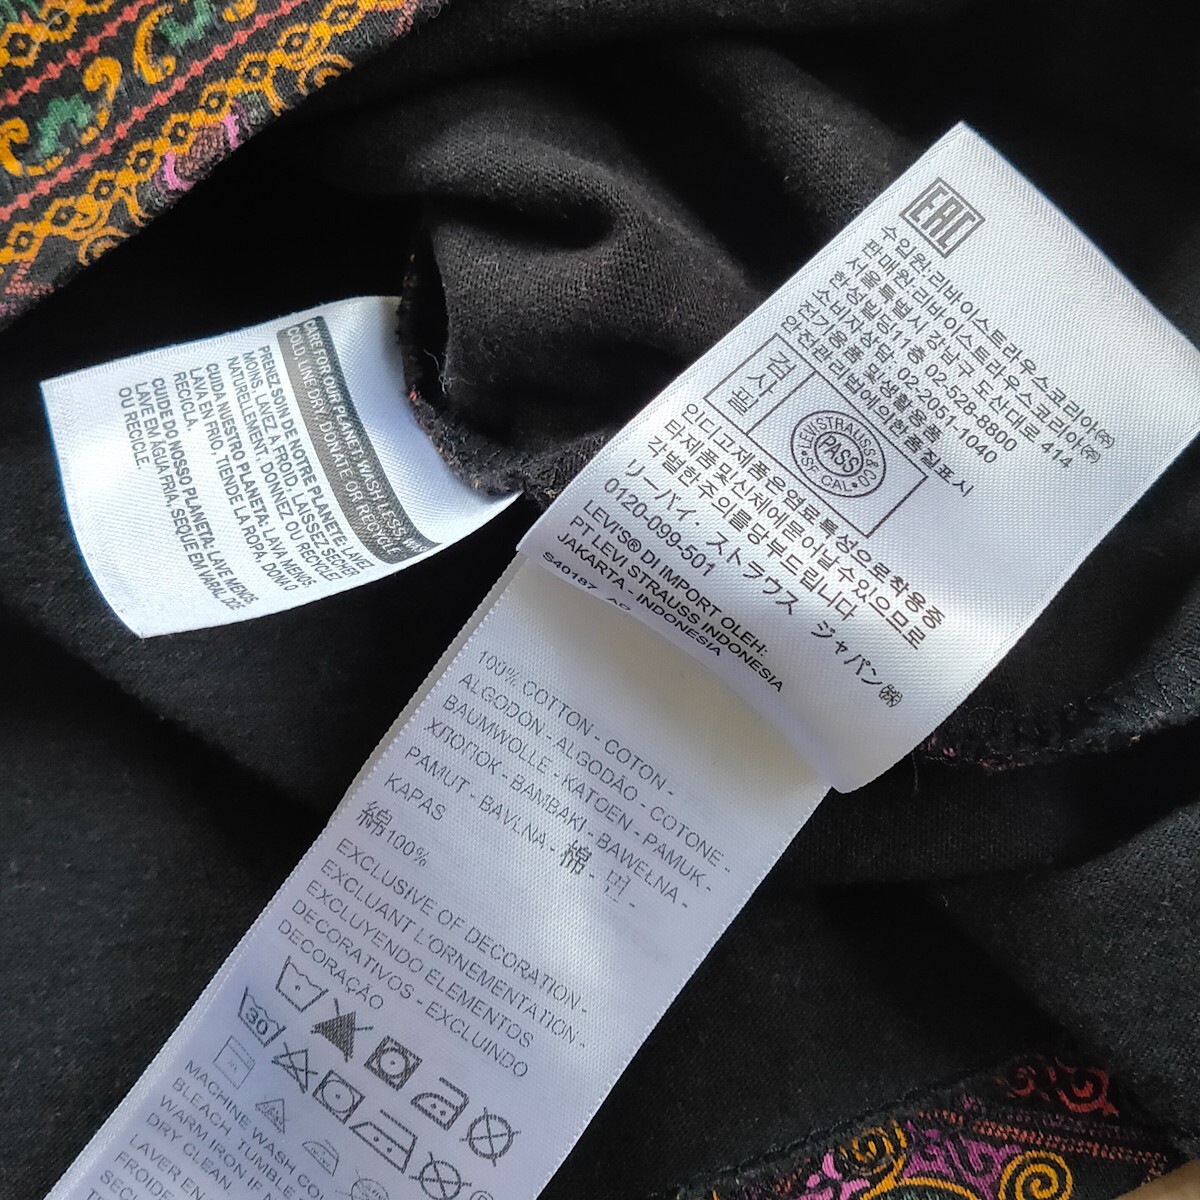 CARE FOR OUR PLANET: WASH LESS, WASH
COLD, LINE DRY, DONATE OR RECYCLE.
PRENEZ SOIN DE NOTRE PLANETE: LAVEZ
MOINS, LAVEZ A FROID, LAISSEZ SECHER
NATURELLEMENT, DONNEZ OU RECYCLEZ.
CUIDA NUESTRO PLANETA: LAVA MENOS,
LAVA EN FRIO, TIENDE LA ROPA, DONA O
RECICLA.
CUIDE DO NOSSO PLANETA: LAVE MENOS,
LAVE EM ÁGUA FRIA, SEQUE EM VARAL, DOE
OU RECICLE.
EAC
수입원:리바이스트라우스코리아㈜
판매원:리바이스트라우스코리아㈜
서울특별시 강남구 도산대로 414
한성빌딩11층 02-528-8800
소비자상담, 02-2051-1040
전기용품 및 생활용품
안전관리법에의한품질표시
검사필
LEVI STRAUSS & CO
PASS
S.F. CAL.
인디고제품은염료특성으로착용중
타제품및신체에묻어날수있으므로
각별한주의를당부드립니다
リーバイ・ストラウス ジャパン㈱
0120-099-501
LEVI'S® DI IMPORT OLEH:
PT LEVI STRAUSS INDONESIA
JAKARTA - INDONESIA
S40187
100% COTTON - COTON -
ALGODON - ALGODÃO - COTONE -
BAUMWOLLE - KATOEN - PAMUK -
ХЛОПОК - BAMBAKI - BAWEŁNA -
PAMUT - BAVLNA - 棉 - 면 -
KAPAS
綿100%
EXCLUSIVE OF DECORATION -
EXCLUANT L'ORNEMENTATION -
EXCLUYENDO ELEMENTOS
DECORATIVOS - EXCLUINDO
DECORAÇÃO
30
MACHINE WASH
BLEACH, TUMBLE
WARM IRON IF
DRY CLEAN.
LAVER EN
FROIDE